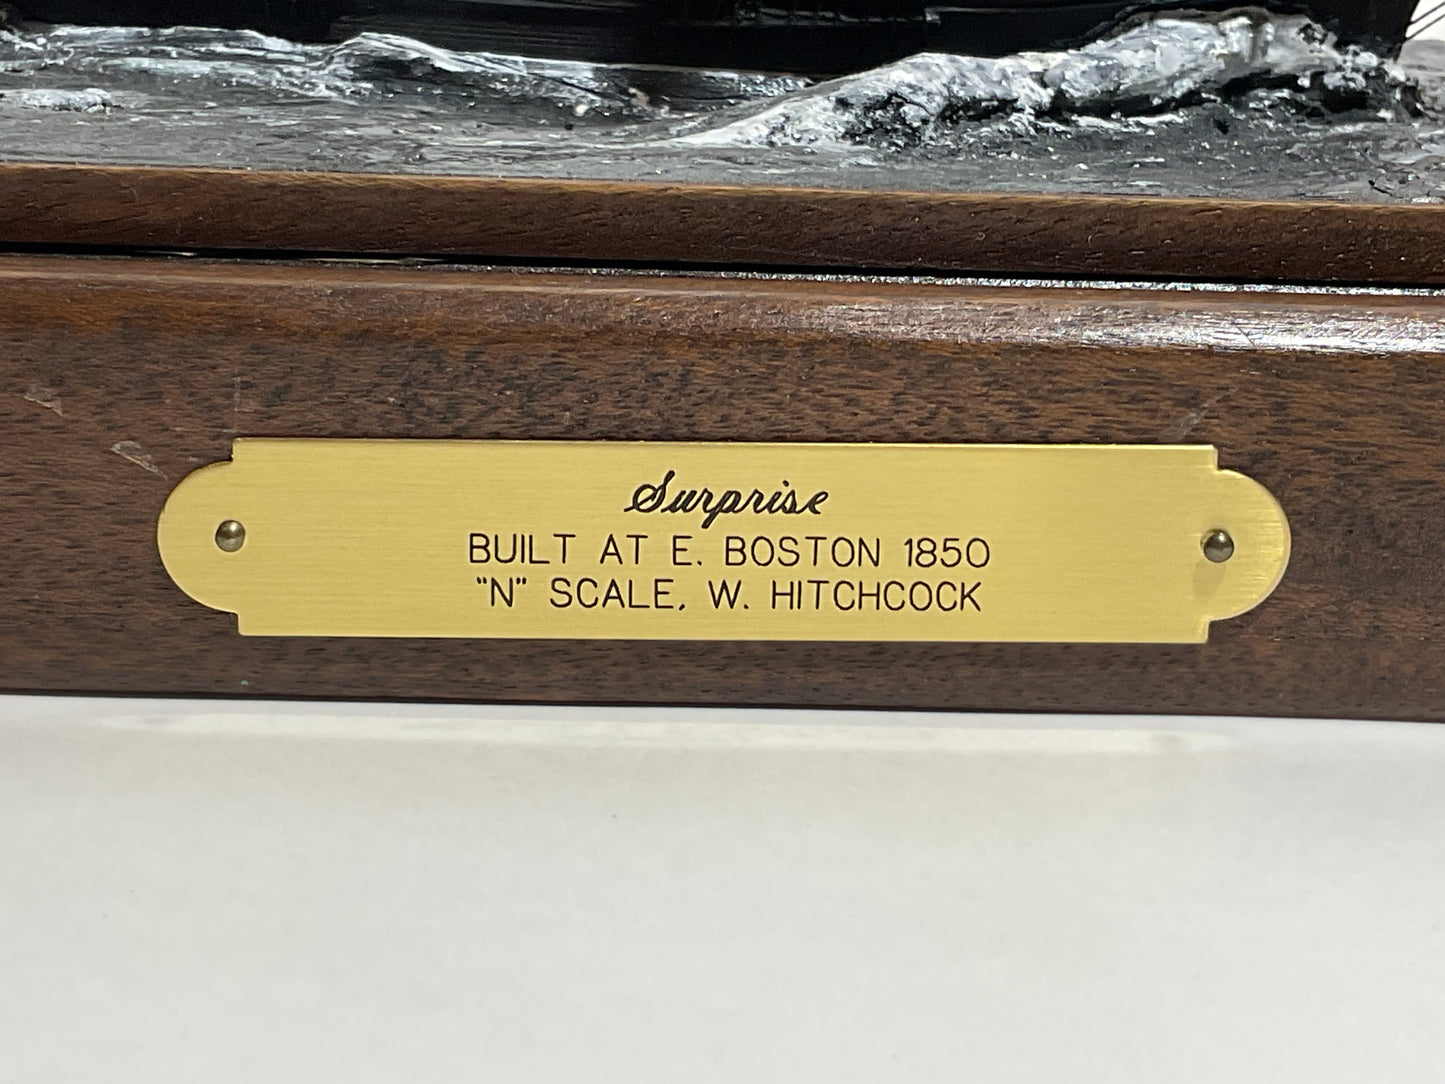 Surprise
BUILT AT E. BOSTON 1850
"N" SCALE, W. HITCHCOCK